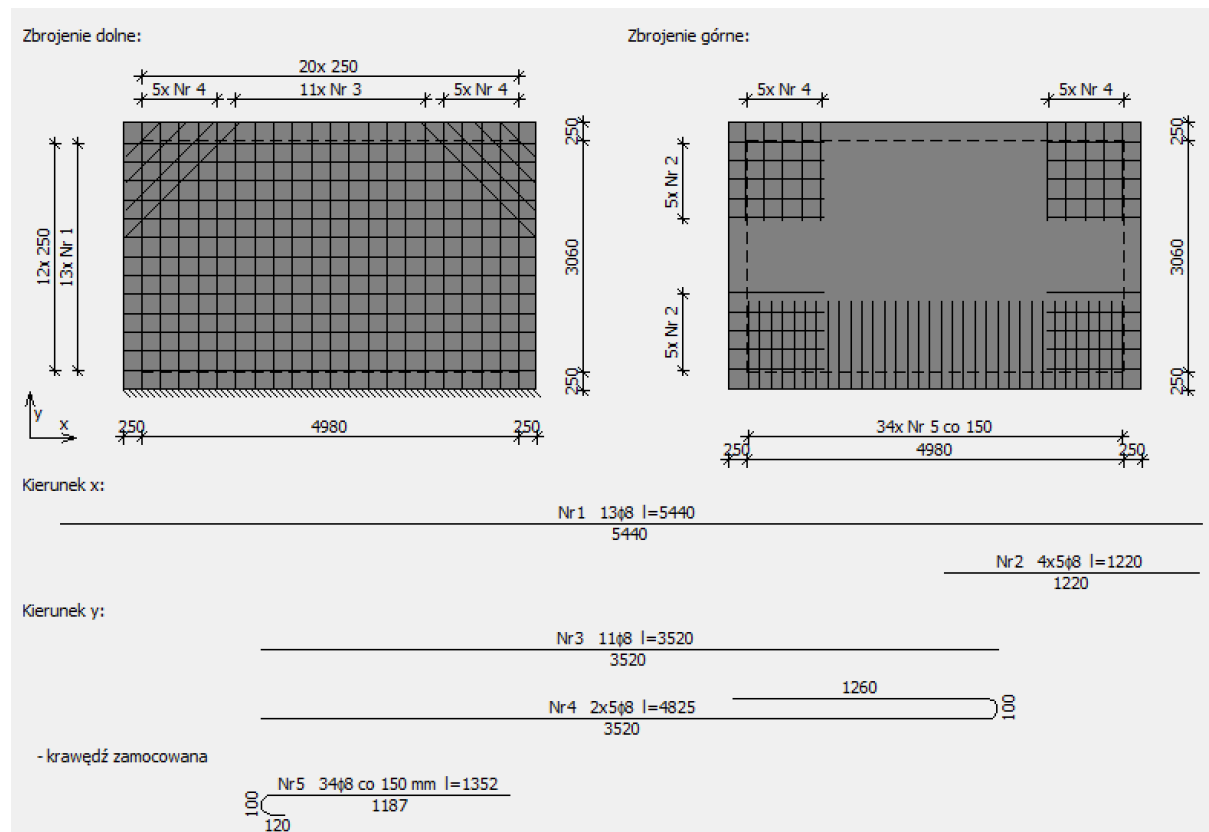 Zbrojenie dolne:
20x 250
5x Nr 4
11x Nr 3
5x Nr 4
12x 250
13x Nr 1
250
3060
250
y
x
250
4980
250
Zbrojenie górne:
5x Nr 4
5x Nr 4
5x Nr 2
5x Nr 2
250
3060
250
34x Nr 5 co 150
250
4980
250
Kierunek x:
Nr1 13ϕ8 l=5440
5440
Nr2 4x5ϕ8 l=1220
1220
Kierunek y:
Nr3 11ϕ8 l=3520
3520
1260
Nr4 2x5ϕ8 l=4825
3520
100
- krawędź zamocowana
Nr5 34ϕ8 co 150 mm l=1352
1187
100
120